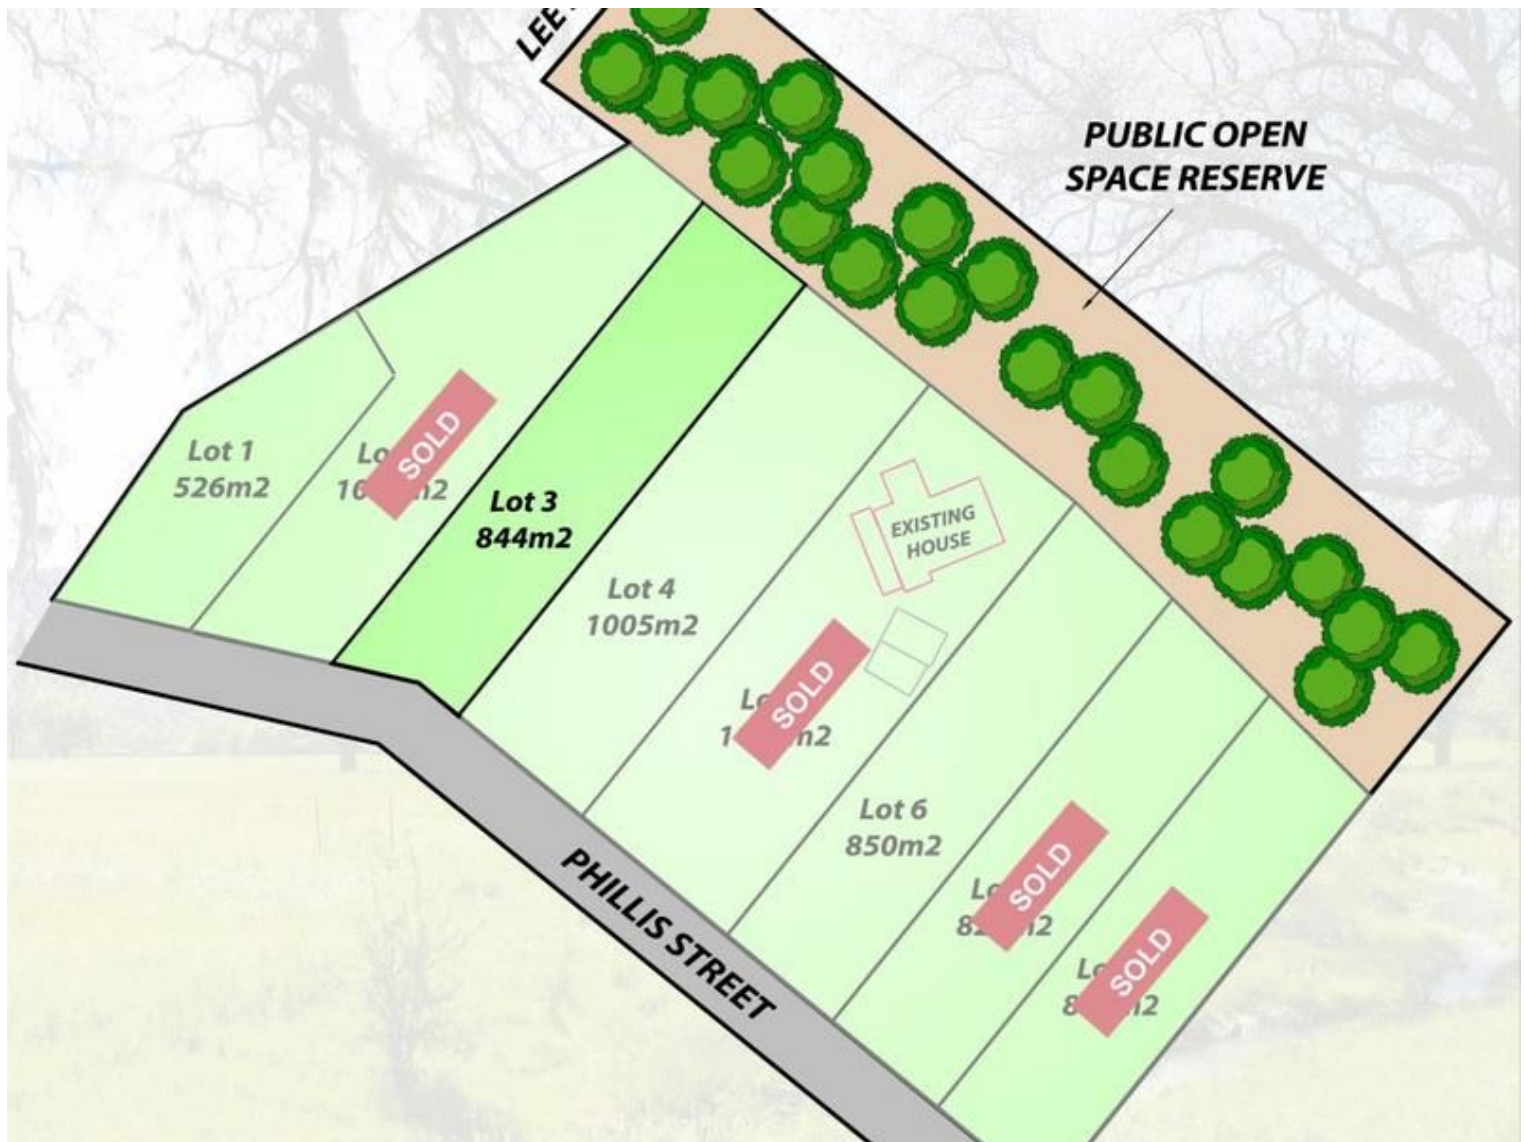 PUBLIC OPEN
SPACE RESERVE
Lot 1
526m2
SOLD
Lot 3
844m2
EXISTING
HOUSE
Lot 4
1005m2
SOLD
Lot 6
850m2
SOLD
SOLD
PHILLIS STREET